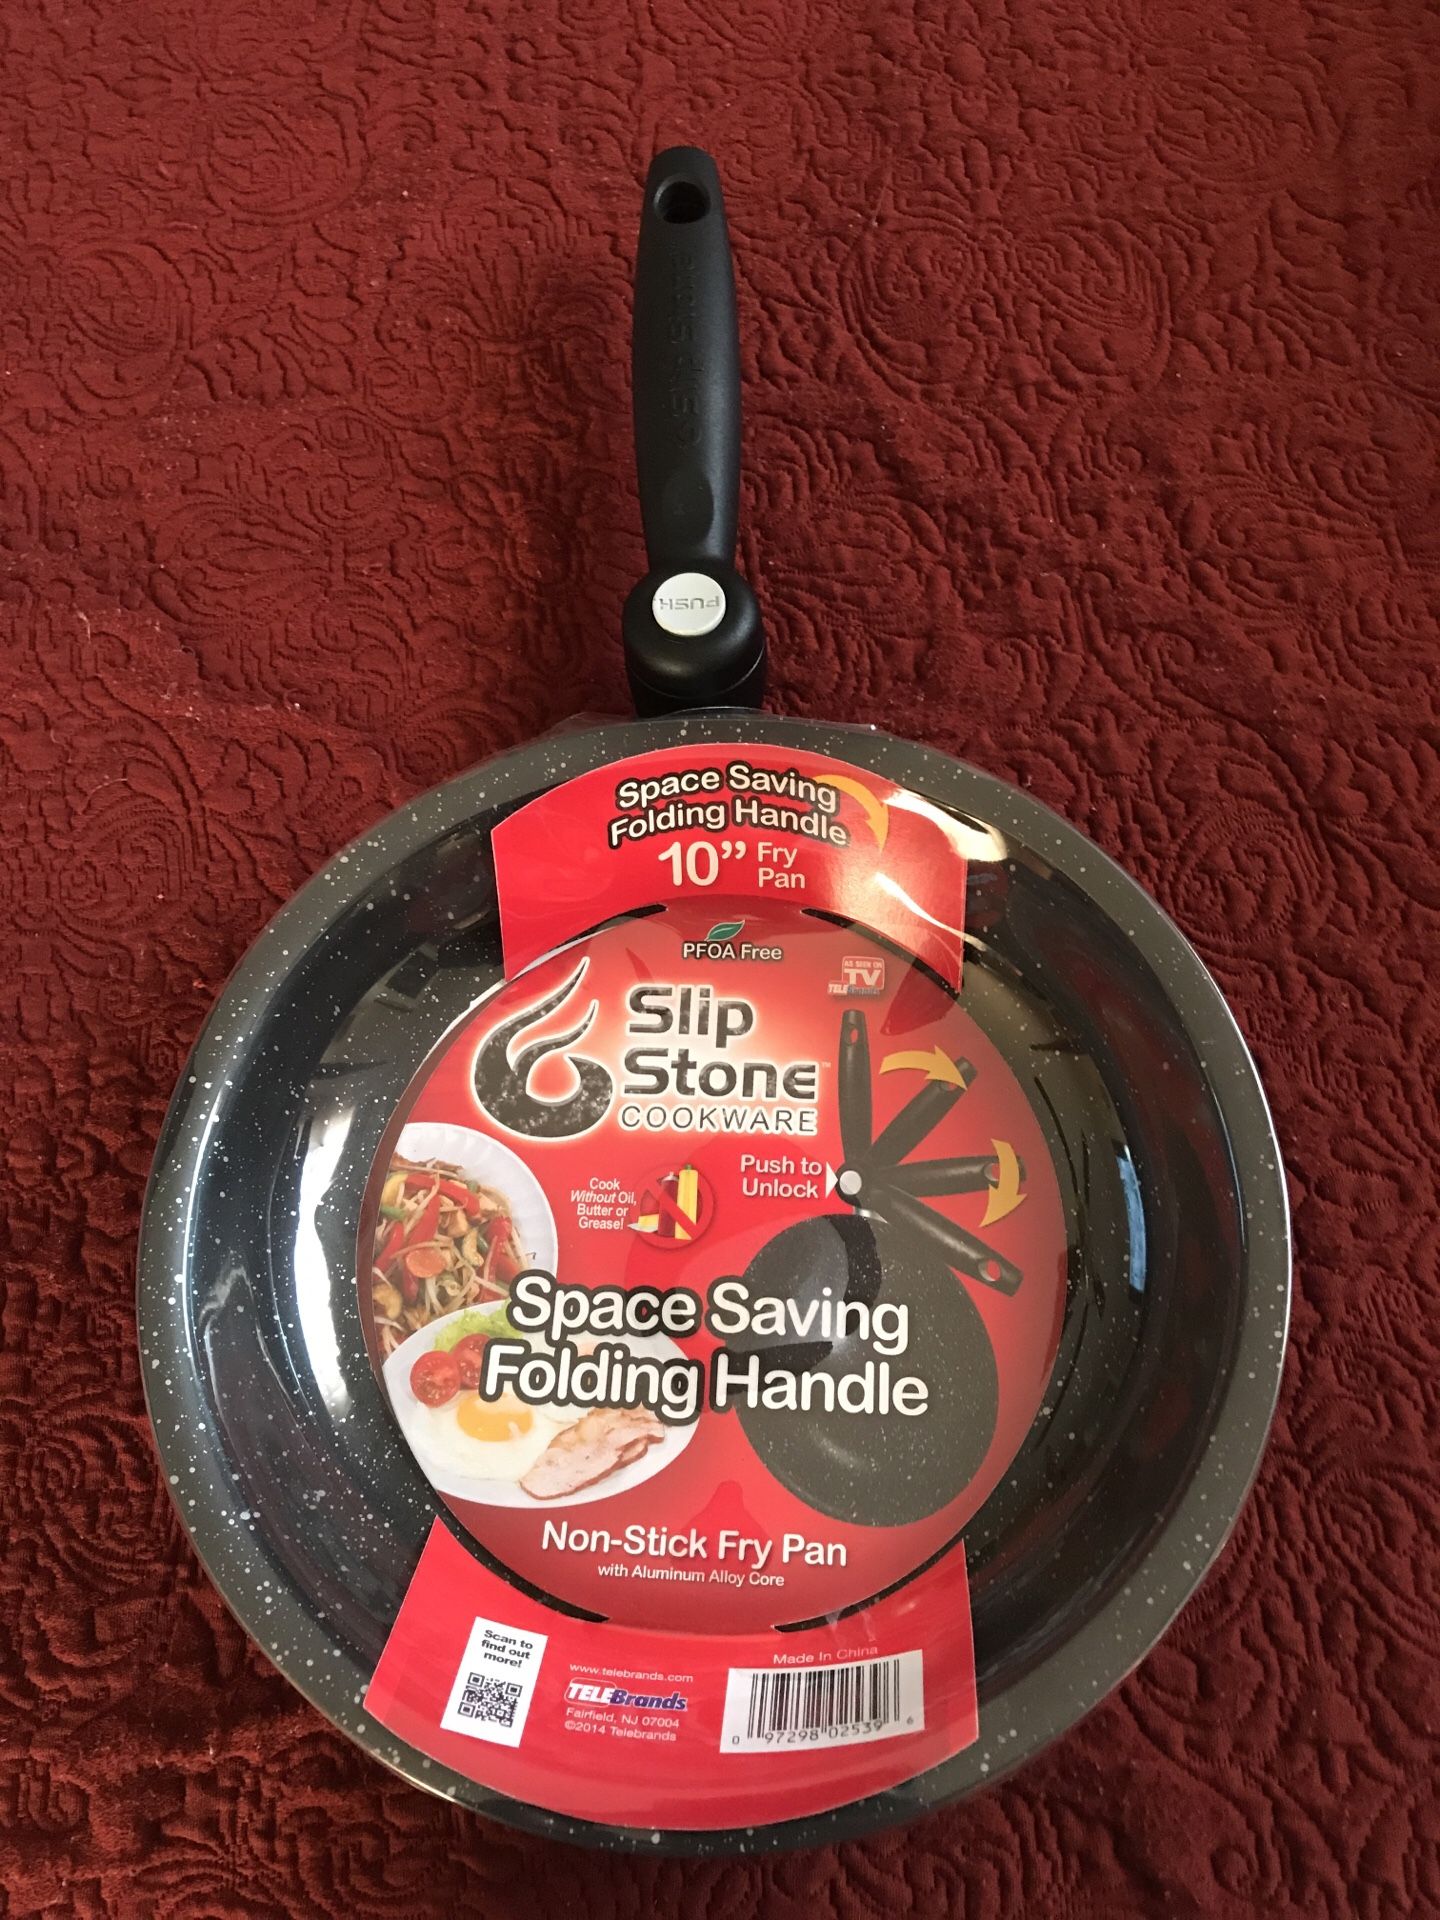 SLIP STONE
PUSH
Space Saving
Folding Handle
10” Fry
Pan
PFOA Free
AS SEEN ON
TV
TELEBrands
Slip
Stone™
COOKWARE
Push to
Unlock
Cook
Without Oil,
Butter or
Grease!
Space Saving
Folding Handle
Non-Stick Fry Pan
with Aluminum Alloy Core
Scan to
find out
more!
www.telebrands.com
TELEBrands
Fairfield, NJ 07004
©2014 Telebrands
Made In China
0 97298 02539 6